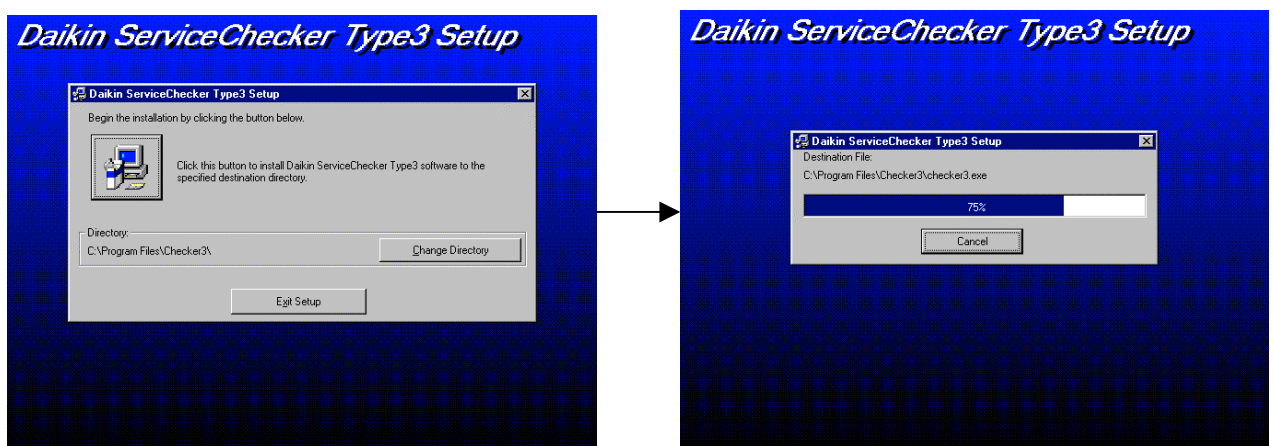 Daikin ServiceChecker Type3 Setup
Daikin ServiceChecker Type3 Setup
Begin the installation by clicking the button below.
Click this button to install Daikin ServiceChecker Type3 software to the
specified destination directory.
Directory:
C:\Program Files\Checker3\
Change Directory
Exit Setup
Daikin ServiceChecker Type3 Setup
Daikin ServiceChecker Type3 Setup
Destination File:
C:\Program Files\Checker3\checker3.exe
75%
Cancel